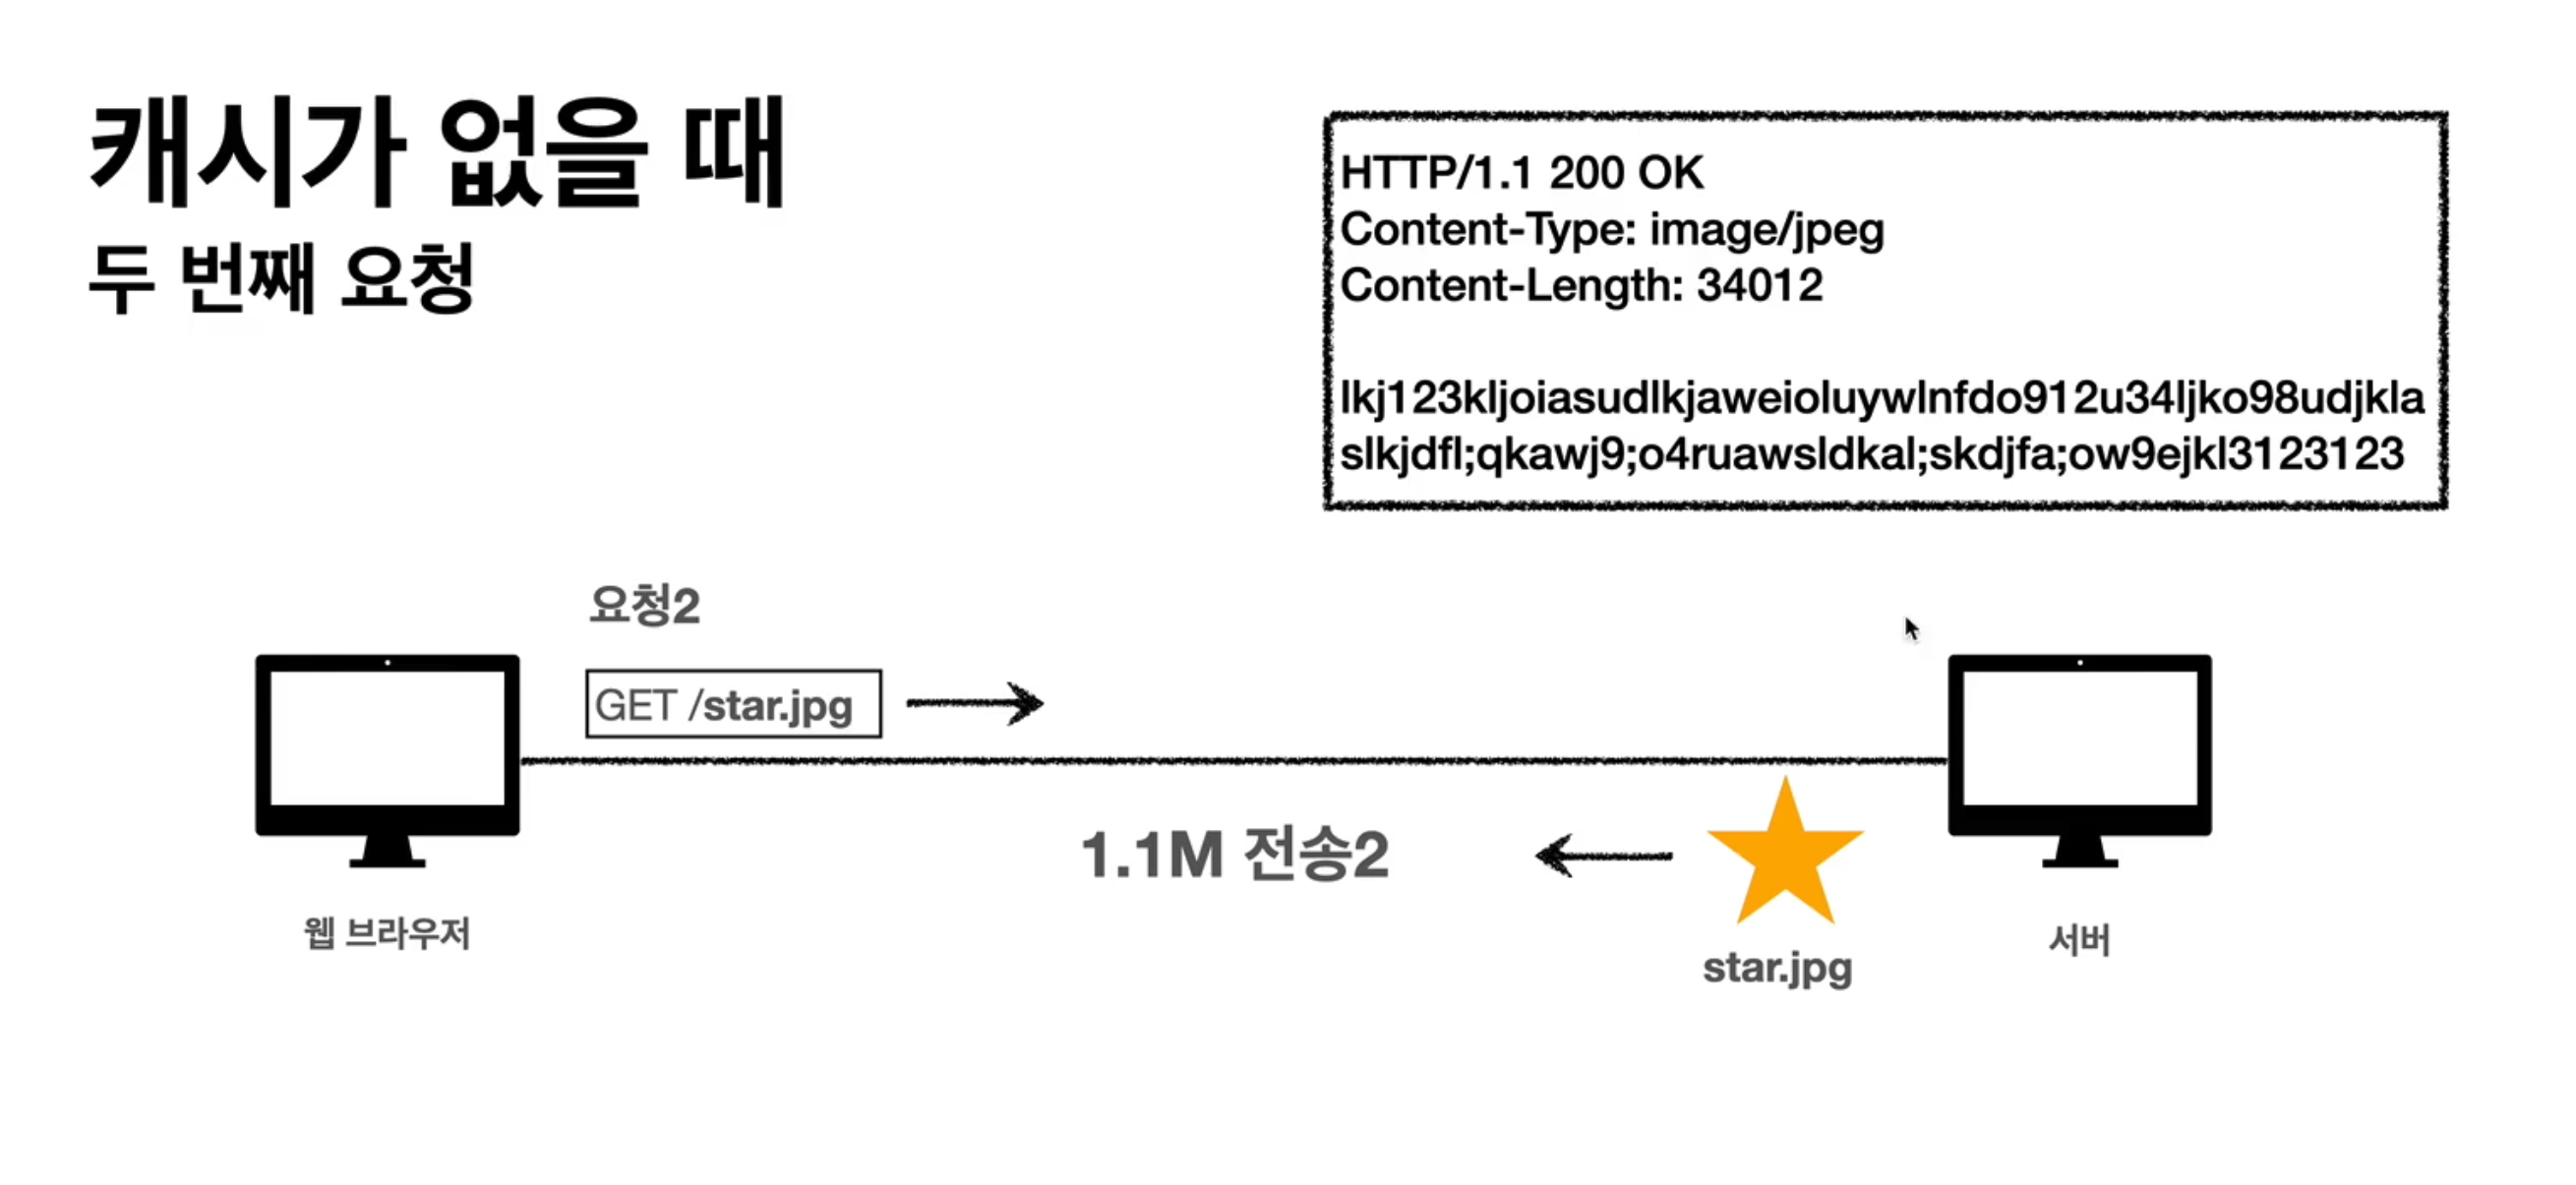 캐시가 없을 때
두 번째 요청
HTTP/1.1 200 OK
Content-Type: image/jpeg
Content-Length: 34012
lkj123kljoiasudlkjaweioluywlnfdo912u34ljko98udjkla
slkjdfl;qkawj9;o4ruawsldkal;skdjfa;ow9ejkl3123123
요청2
GET /star.jpg
1.1M 전송2
웹 브라우저
star.jpg
서버